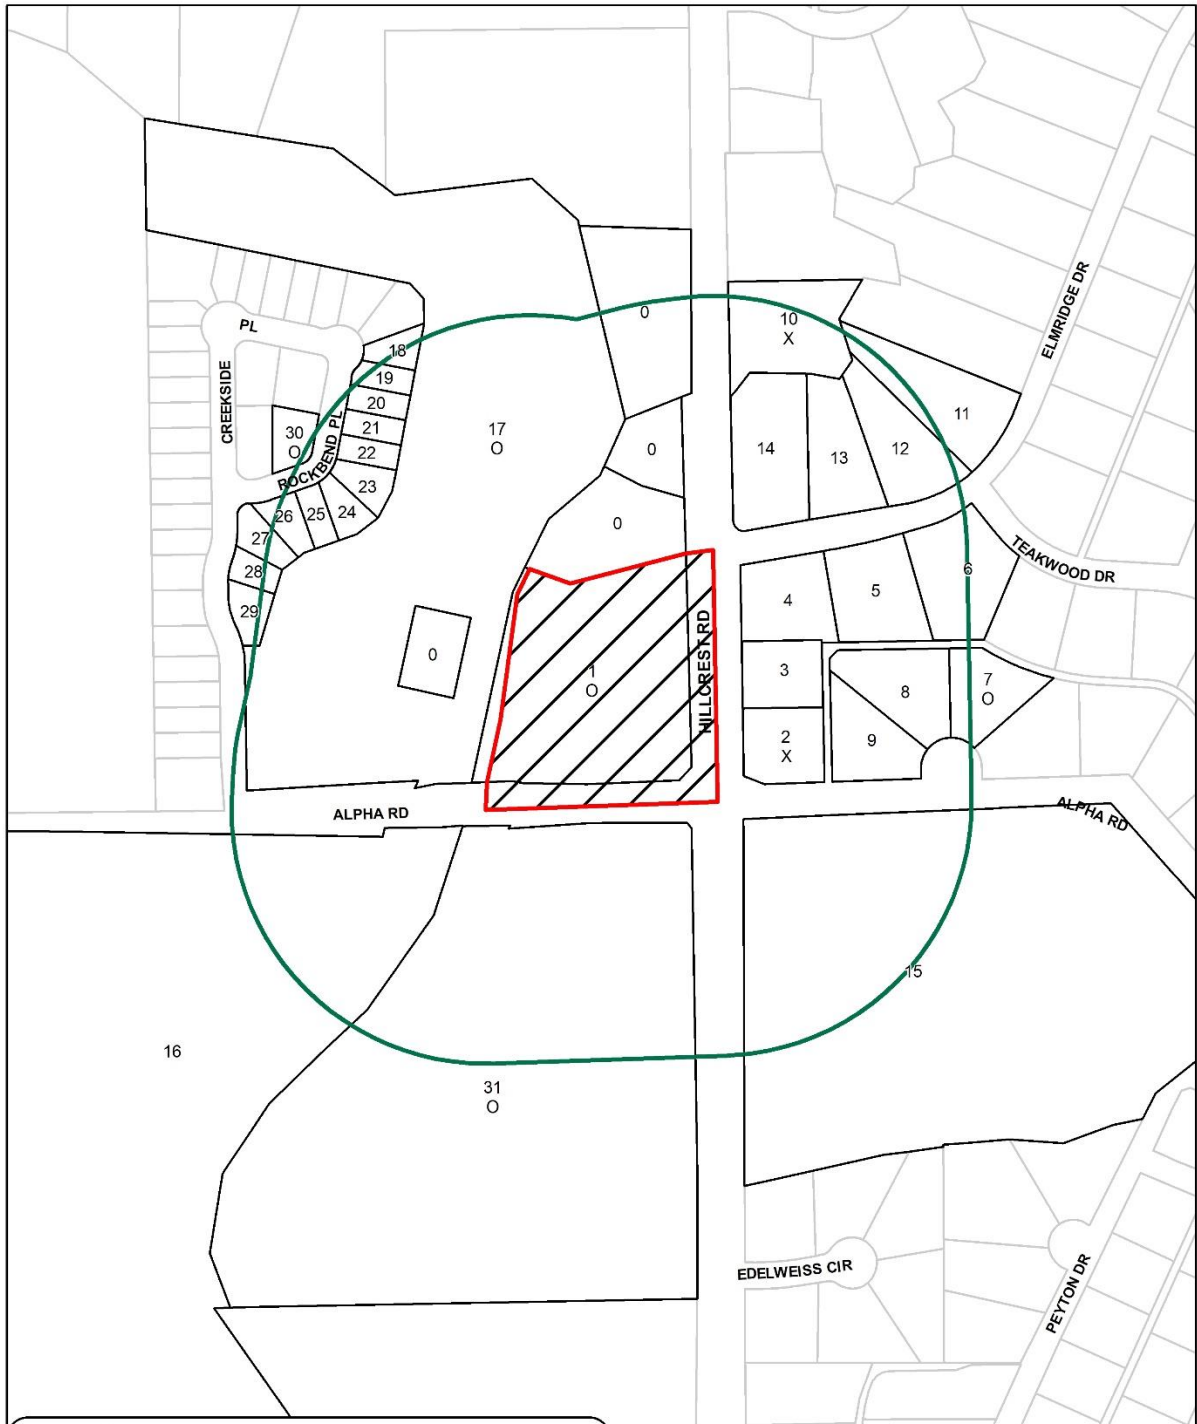 0
10
X
PL
ELMRIDGE DR
18
19
CREEKSIDE
20
11
30
O
21
17
O
ROCKBEND PL
22
0
14
13
12
23
26
25
24
0
27
TEAKWOOD DR
28
6
29
4
5
HILLCREST RD
0
1
O
3
7
O
8
2
X
9
ALPHA RD
ALPHA RD
15
16
31
O
EDELWEISS CIR
PEYTON DR